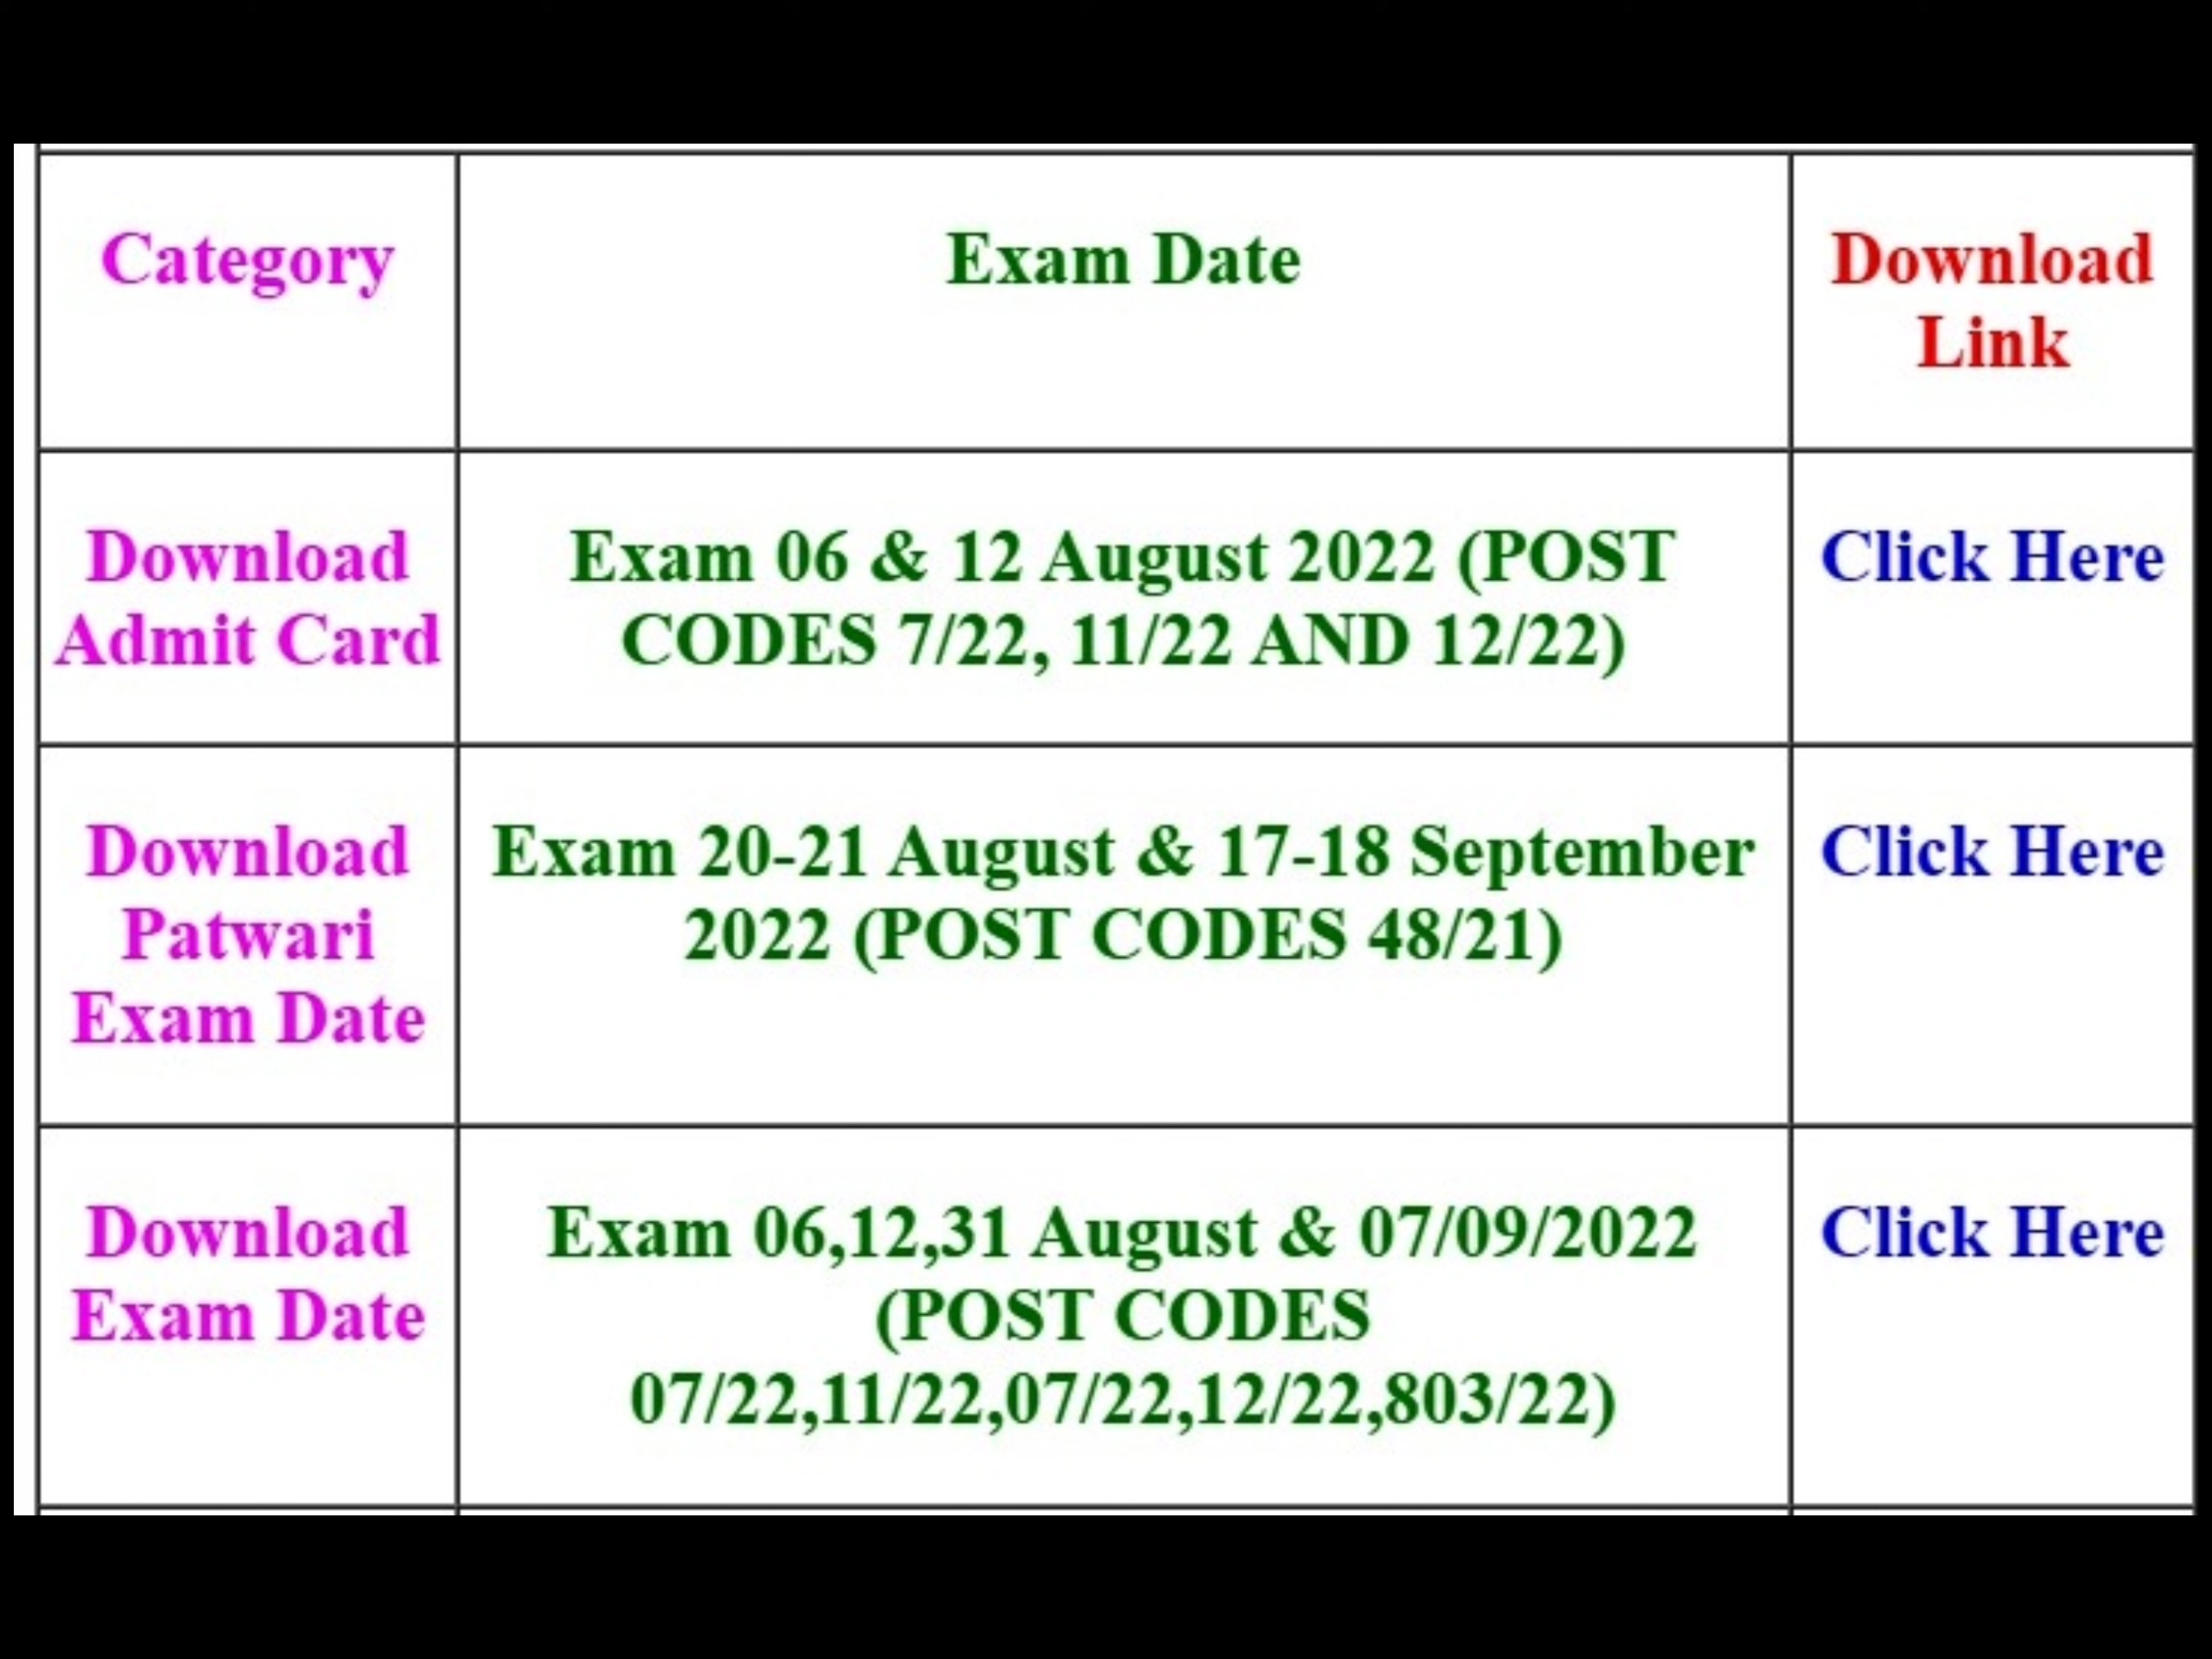 Category
Exam Date
Download
Link
Download
Admit Card
Exam 06 & 12 August 2022 (POST
CODES 7/22, 11/22 AND 12/22)
Click Here
Download
Patwari
Exam Date
Exam 20-21 August & 17-18 September
2022 (POST CODES 48/21)
Click Here
Download
Exam Date
Exam 06,12,31 August & 07/09/2022
(POST CODES
07/22,11/22,07/22,12/22,803/22)
Click Here